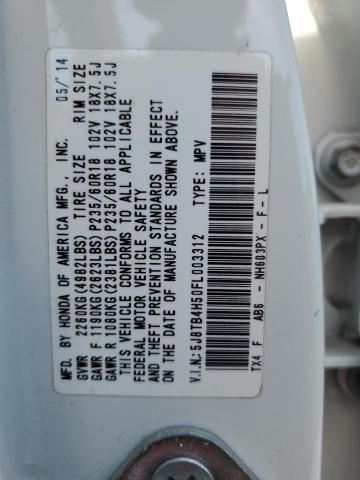 MFD. BY HONDA OF AMERICA MFG., INC. 05/'14
GVWR 2260KG(4982LBS) TIRE SIZE RIM SIZE
GAWR F 1190KG(2623LBS) P235/60R18 102V 18X7.5J
GAWR R 1080KG(2381LBS) P235/60R18 102V 18X7.5J
THIS VEHICLE CONFORMS TO ALL APPLICABLE
FEDERAL MOTOR VEHICLE SAFETY
AND THEFT PREVENTION STANDARDS IN EFFECT
ON THE DATE OF MANUFACTURE SHOWN ABOVE.
V.I.N:5J8TB4H50FL003312 TYPE: MPV
TX4 F AB6- NH603PX - F - L